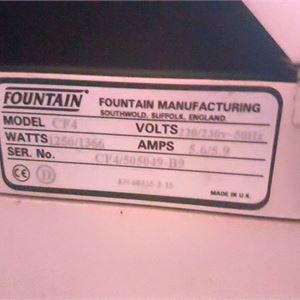 FOUNTAIN FOUNTAIN MANUFACTURING
SOUTHWOLD, SUFFOLK, ENGLAND.
MODEL CF4 VOLTS 220/230v~50Hz
WATTS 1250/1366 AMPS 5.6/5.9
SER. No. CF4/505049-B9
CE D
MADE IN U.K.